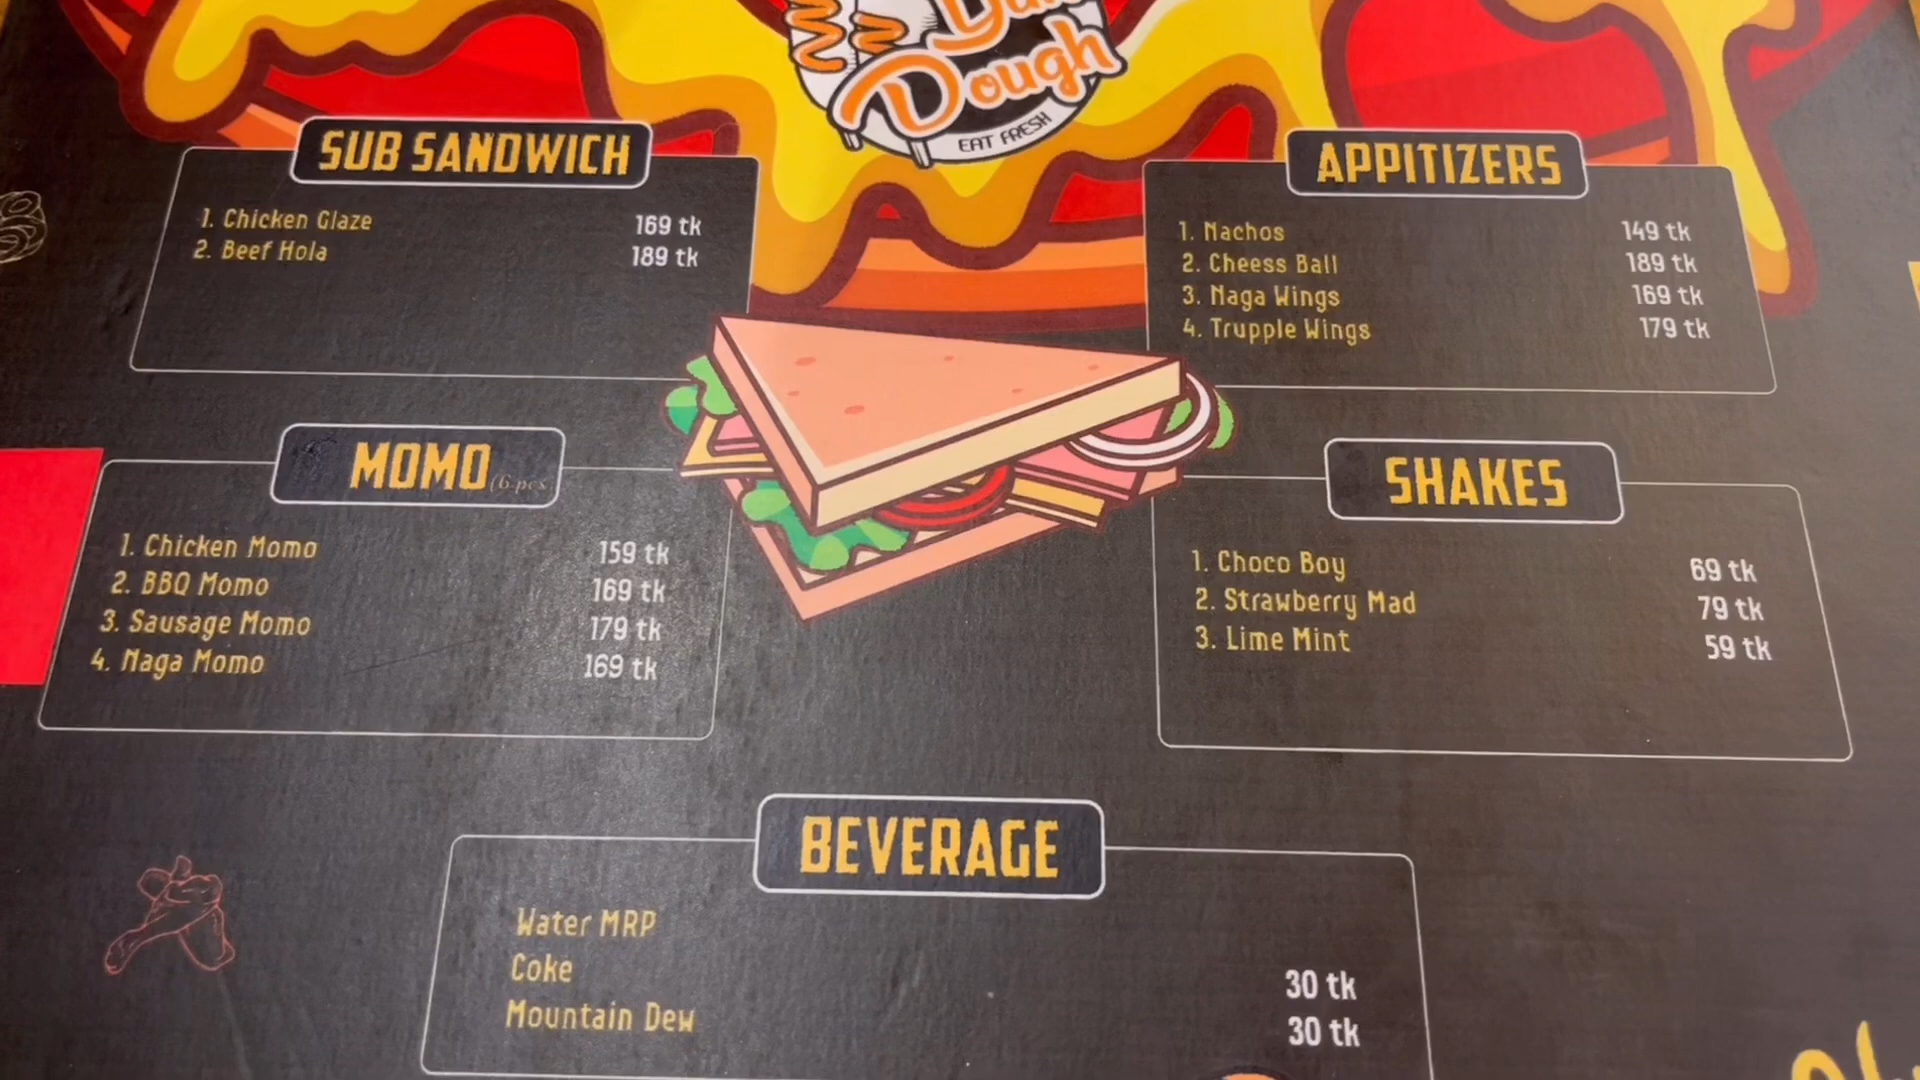 Dough
EAT FRESH
SUB SANDWICH
1. Chicken Glaze 169 tk
2. Beef Hola 189 tk
APPITIZERS
1. Nachos 149 tk
2. Cheess Ball 189 tk
3. Naga Wings 169 tk
4. Trupple Wings 179 tk
MOMO (6 pcs)
1. Chicken Momo 159 tk
2. BBQ Momo 169 tk
3. Sausage Momo 179 tk
4. Naga Momo 169 tk
SHAKES
1. Choco Boy 69 tk
2. Strawberry Mad 79 tk
3. Lime Mint 59 tk
BEVERAGE
Water MRP
Coke 30 tk
Mountain Dew 30 tk